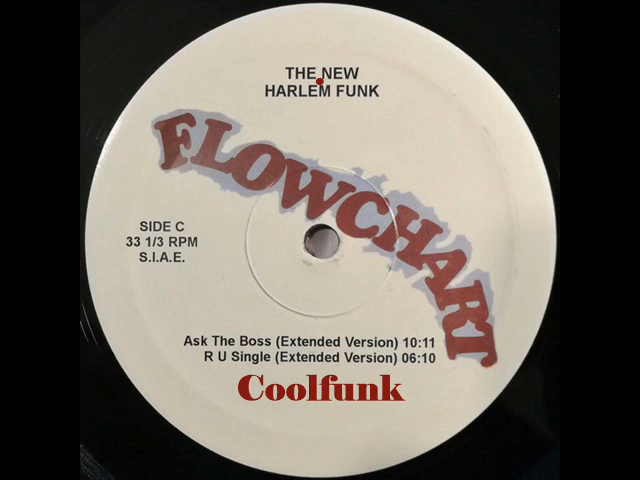 THE NEW
HARLEM FUNK
FLOWCHART
SIDE C
33 1/3 RPM
S.I.A.E.
Ask The Boss (Extended Version) 10:11
R U Single (Extended Version) 06:10
Coolfunk